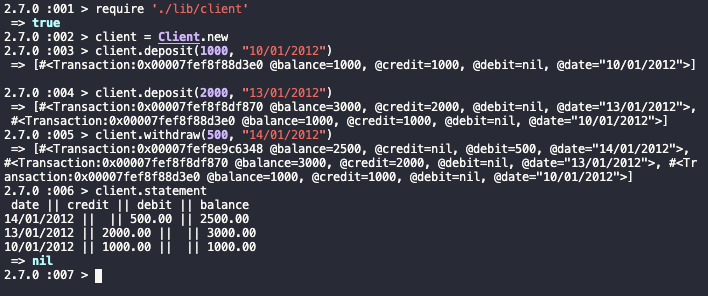 2.7.0 :001 > require './lib/client'
 => true
2.7.0 :002 > client = Client.new
2.7.0 :003 > client.deposit(1000, "10/01/2012")
 => [#<Transaction:0x00007fef8f88d3e0 @balance=1000, @credit=1000, @debit=nil, @date="10/01/2012">]
2.7.0 :004 > client.deposit(2000, "13/01/2012")
 => [#<Transaction:0x00007fef8f8df870 @balance=3000, @credit=2000, @debit=nil, @date="13/01/2012">,
 #<Transaction:0x00007fef8f88d3e0 @balance=1000, @credit=1000, @debit=nil, @date="10/01/2012">]
2.7.0 :005 > client.withdraw(500, "14/01/2012")
 => [#<Transaction:0x00007fef8e9c6348 @balance=2500, @credit=nil, @debit=500, @date="14/01/2012">,
#<Transaction:0x00007fef8f8df870 @balance=3000, @credit=2000, @debit=nil, @date="13/01/2012">, #<Tr
ansaction:0x00007fef8f88d3e0 @balance=1000, @credit=1000, @debit=nil, @date="10/01/2012">]
2.7.0 :006 > client.statement
 date || credit || debit || balance
14/01/2012 ||  || 500.00 || 2500.00
13/01/2012 || 2000.00 ||  || 3000.00
10/01/2012 || 1000.00 ||  || 1000.00
 => nil
2.7.0 :007 >